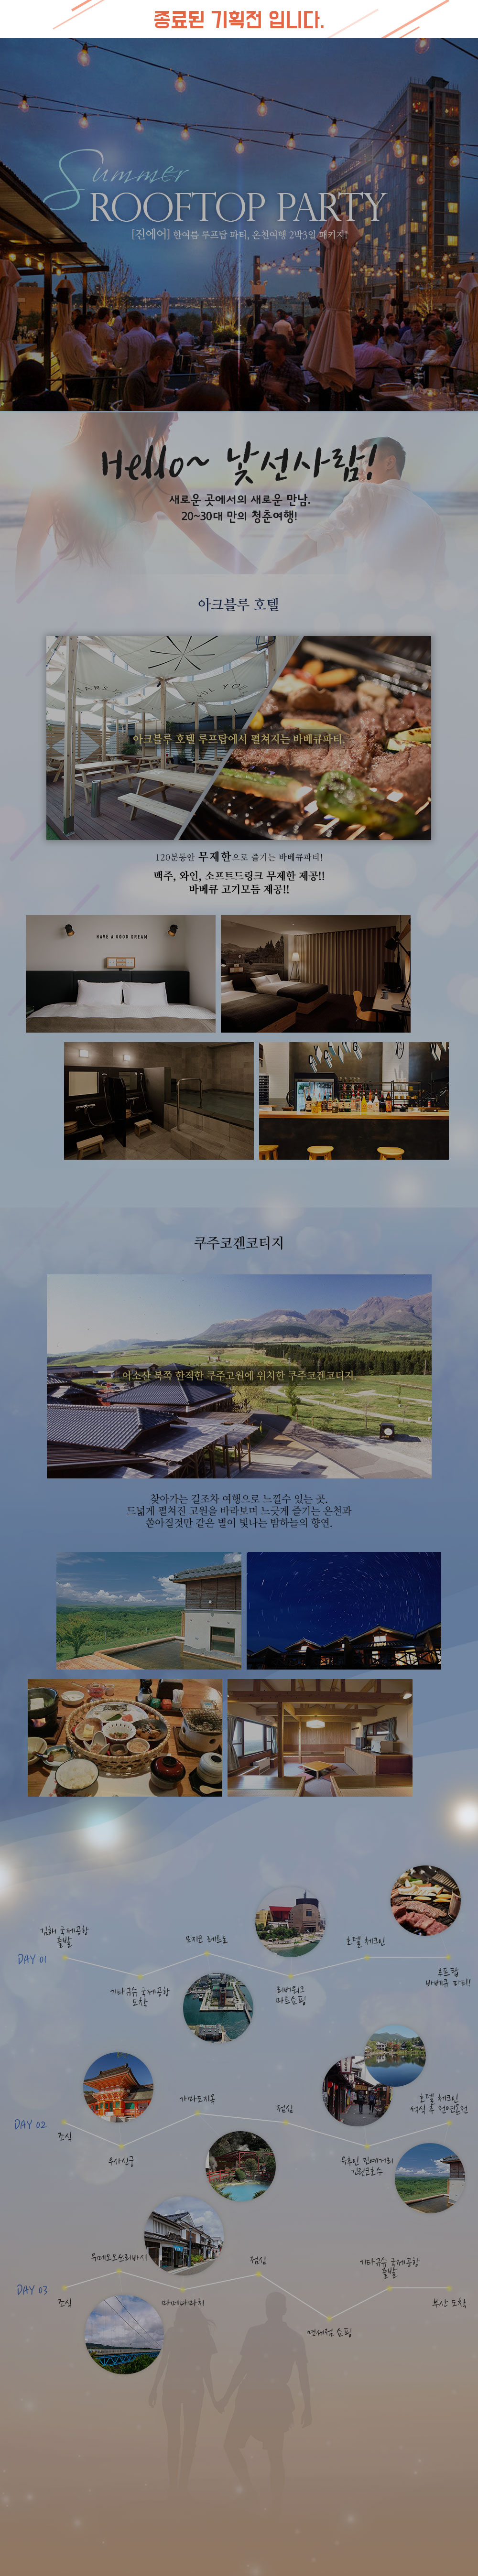 종료된 기획전 입니다.
Summer
ROOFTOP PARTY
[진에어] 한여름 루프탑 파티, 온천여행 2박3일 패키지!
Hello~ 낯선사람!
새로운 곳에서의 새로운 만남.
20~30대 만의 청춘여행!
아크블루 호텔
아크블루 호텔 루프탑에서 펼쳐지는 바베큐파티.
120분동안 무제한으로 즐기는 바베큐파티!
맥주, 와인, 소프트드링크 무제한 제공!!
바베큐 고기모듬 제공!!
HAVE A GOOD DREAM
쿠주코겐코티지
아소산 북쪽 한적한 쿠주고원에 위치한 쿠주코겐코티지.
찾아가는 길조차 여행으로 느낄수 있는 곳.
드넓게 펼쳐진 고원을 바라보며 느긋게 즐기는 온천과
쏟아질것만 같은 별이 빛나는 밤하늘의 향연.
DAY 01
김해 국제공항
출발
기타큐슈 국제공항
도착
모지코 레트로
리버워크
마트쇼핑
호텔 체크인
루프탑
바베큐 파티!
DAY 02
조식
우사신궁
가마도지옥
점심
유후인 민예거리
긴린코호수
호텔 체크인
석식 후 천연온천
DAY 03
조식
유메오오쓰리바시
마메다마치
점심
면세점 쇼핑
기타큐슈 국제공항
출발
부산 도착